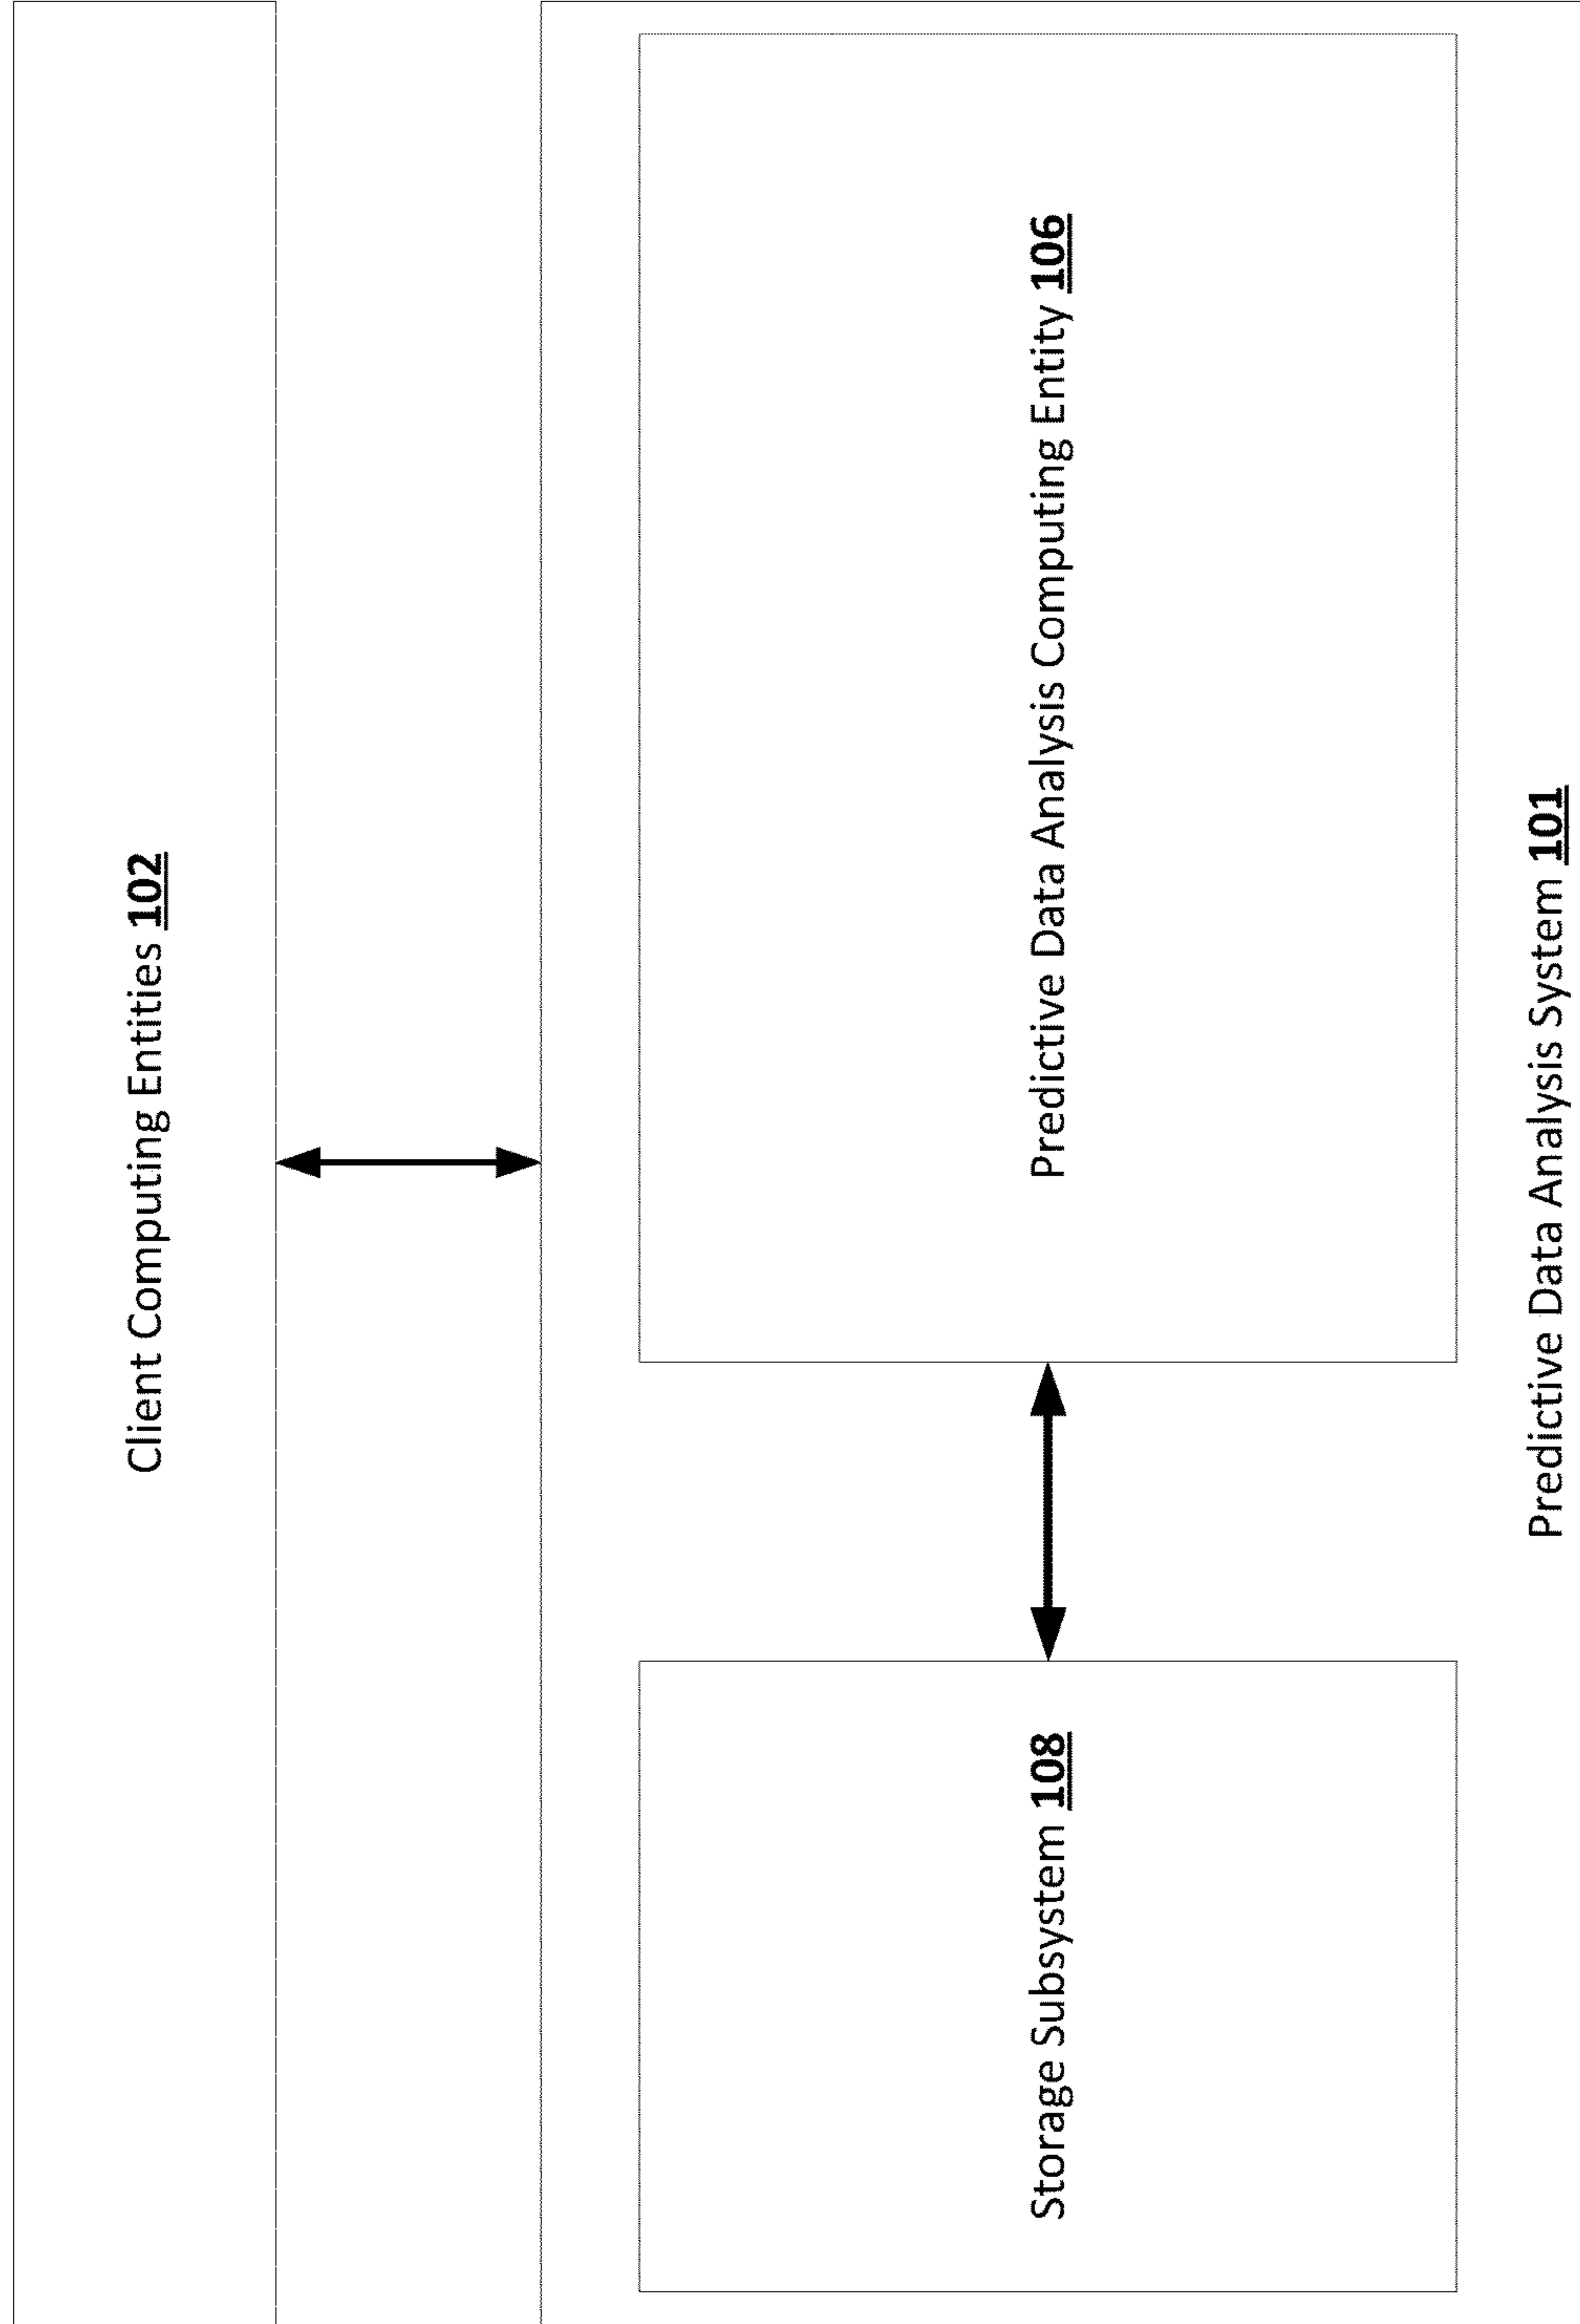 Client Computing Entities 102
Storage Subsystem 108
Predictive Data Analysis Computing Entity 106
Predictive Data Analysis System 101